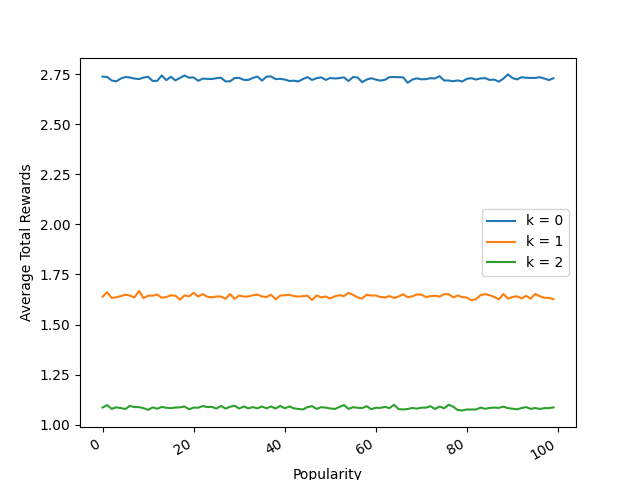 2.75
2.50
2.25
2.00
1.75
1.50
1.25
1.00
Average Total Rewards
k = 0
k = 1
k = 2
0
20
40
60
80
100
Popularity